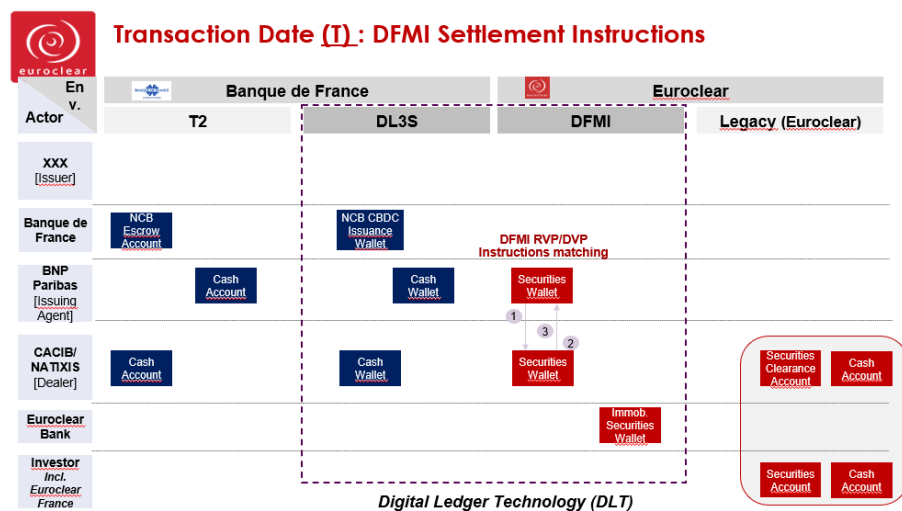 Transaction Date (T) : DFMI Settlement Instructions
euroclear
En
v.
Actor
Banque de France
Euroclear
T2
DL3S
DFMI
Legacy (Euroclear)
XXX
[Issuer]
Banque de
France
NCB
Escrow
Account
NCB CBDC
Issuance
Wallet
DFMI RVP/DVP
Instructions matching
BNP
Paribas
[Issuing
Agent]
Cash
Account
Cash
Wallet
Securities
Wallet
1
3
2
CACIB/
NATIXIS
[Dealer]
Cash
Account
Cash
Wallet
Securities
Wallet
Securities
Clearance
Account
Cash
Account
Euroclear
Bank
Immob.
Securities
Wallet
Investor
Incl.
Euroclear
France
Securities
Account
Cash
Account
Digital Ledger Technology (DLT)